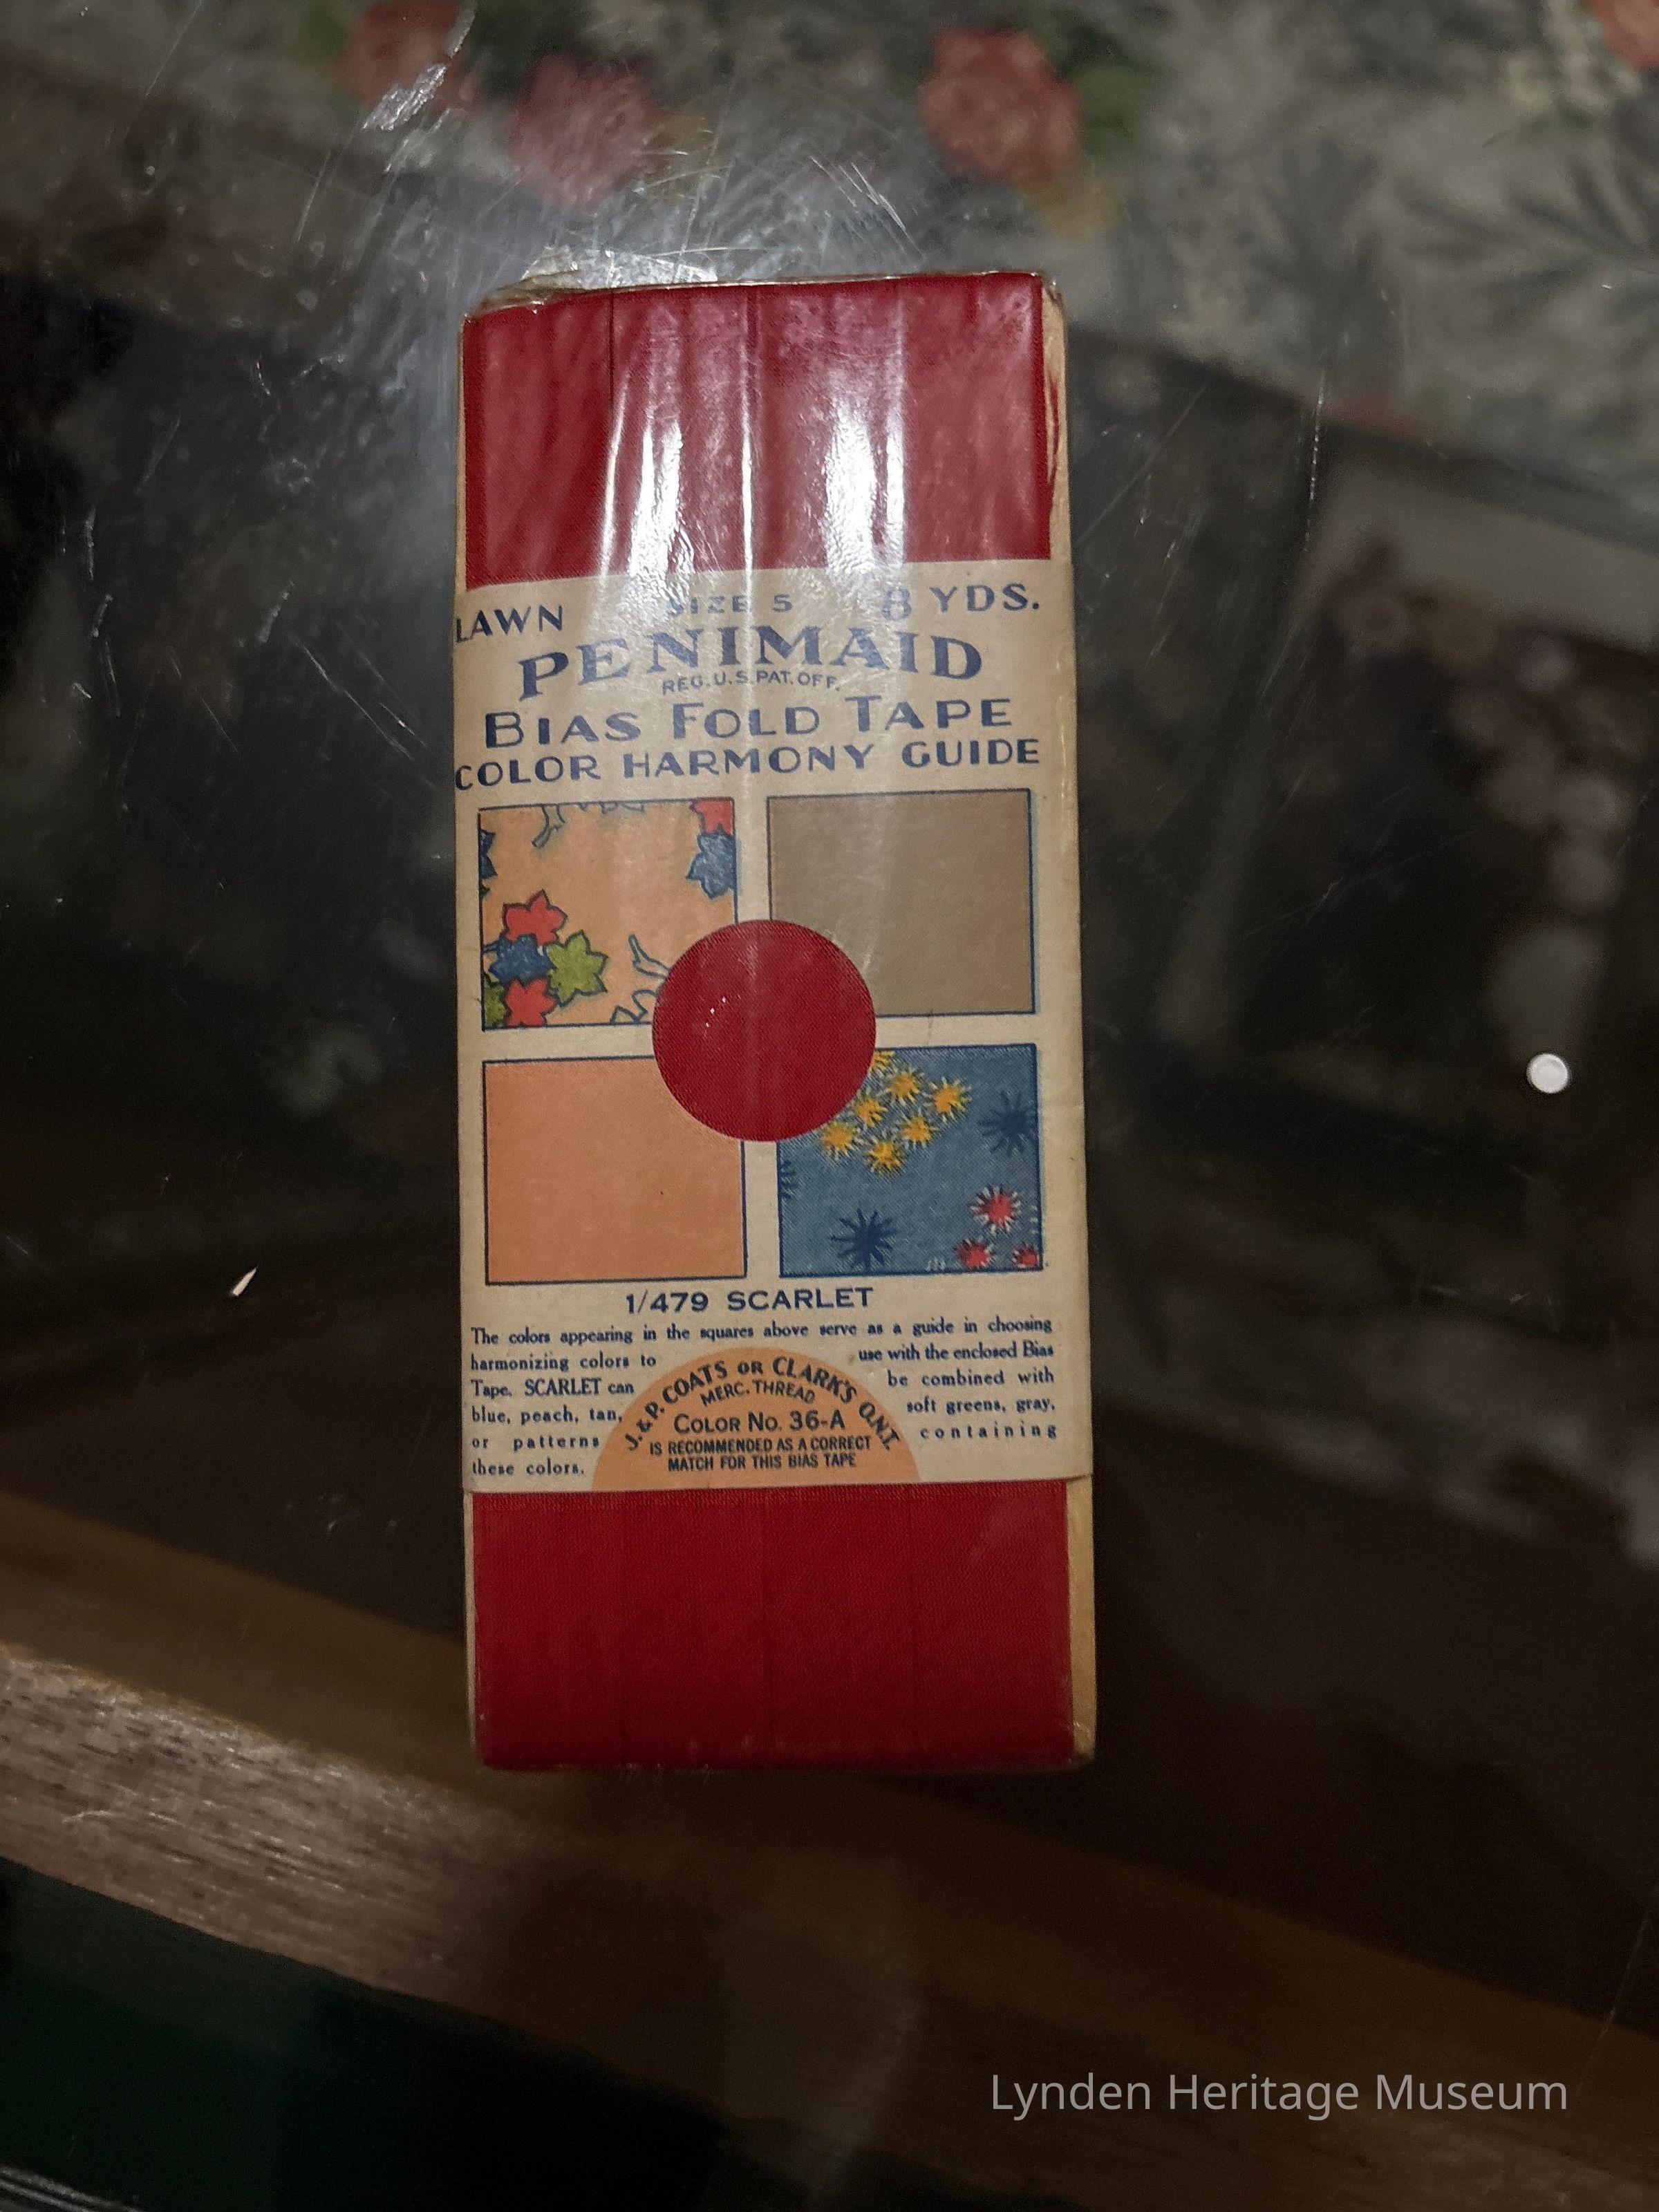 LAWN SIZE 5 8 YDS.
PENIMAID
REG.U.S.PAT.OFF.
BIAS FOLD TAPE
COLOR HARMONY GUIDE
1/479 SCARLET
The colors appearing in the squares above serve as a guide in choosing
harmonizing colors to use with the enclosed Bias
Tape. SCARLET can be combined with
blue, peach, tan, soft greens, gray,
or patterns containing
these colors.
J. & P. COATS OR CLARK'S O.N.T.
MERC. THREAD
COLOR NO. 36-A
IS RECOMMENDED AS A CORRECT
MATCH FOR THIS BIAS TAPE
Lynden Heritage Museum